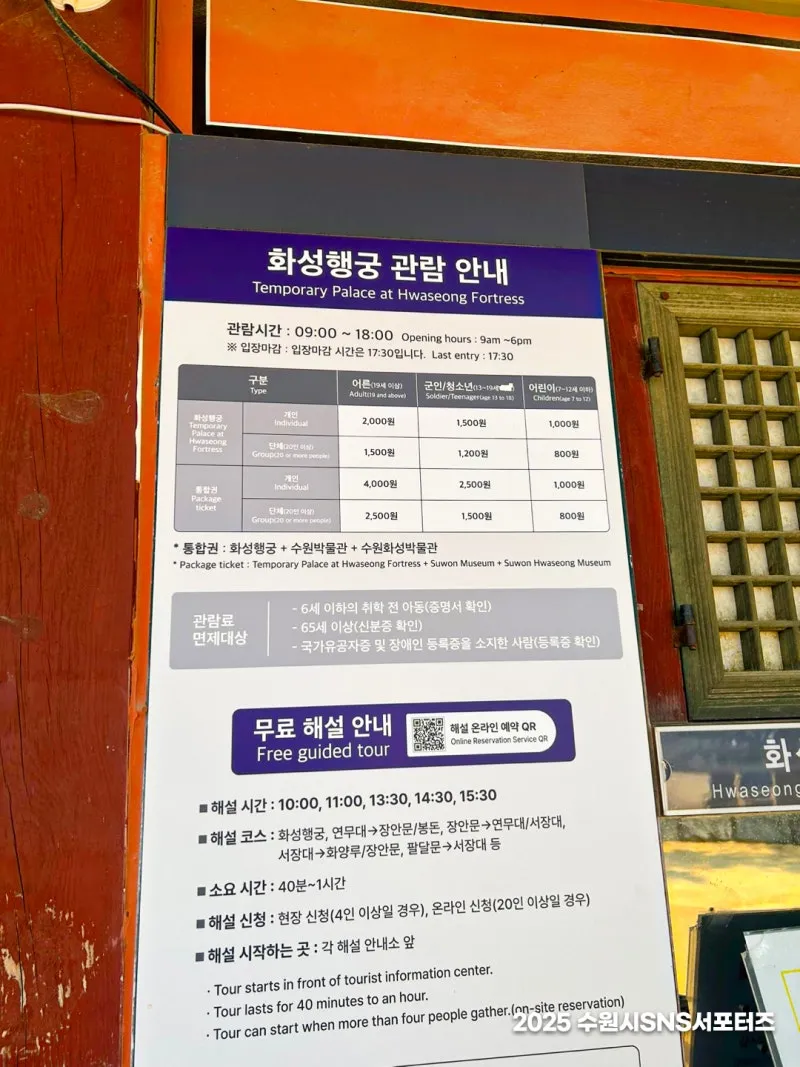 화성행궁 관람 안내
Temporary Palace at Hwaseong Fortress
관람시간 : 09:00 ~ 18:00 Opening hours : 9am ~6pm
※ 입장마감 : 입장마감 시간은 17:30입니다. Last entry : 17:30
구분 어른(19세 이상) 군인/청소년(13~19세 어린이(7~12세 이하)
Type Adult(19 and above) Soldier/Teenager(age 13 to 18) Children(age 7 to 12)
화성행궁
Temporary
Palace at
Hwaseong
Fortress
개인
Individual
2,000원 1,500원 1,000원
단체(20인 이상)
Group(20 or more people)
1,500원 1,200원 800원
통합권
Package
ticket
개인
Individual
4,000원 2,500원 1,000원
단체(20인 이상)
Group(20 or more people)
2,500원 1,500원 800원
* 통합권 : 화성행궁 + 수원박물관 + 수원화성박물관
* Package ticket : Temporary Palace at Hwaseong Fortress + Suwon Museum + Suwon Hwaseong Museum
관람료
면제대상
- 6세 이하의 취학 전 아동(증명서 확인)
- 65세 이상(신분증 확인)
- 국가유공자증 및 장애인 등록증을 소지한 사람(등록증 확인)
무료 해설 안내
Free guided tour
해설 온라인 예약 QR
Online Reservation Service QR
■ 해설 시간 : 10:00, 11:00, 13:30, 14:30, 15:30
■ 해설 코스 : 화성행궁, 연무대→장안문/봉돈, 장안문→연무대/서장대,
서장대→화양루/장안문, 팔달문→서장대 등
■ 소요 시간 : 40분~1시간
■ 해설 신청 : 현장 신청(4인 이상일 경우), 온라인 신청(20인 이상일 경우)
■ 해설 시작하는 곳 : 각 해설 안내소 앞
· Tour starts in front of tourist information center.
· Tour lasts for 40 minutes to an hour.
· Tour can start when more than four people gather.(on-site reservation)
화
Hwaseong
2025 수원시SNS서포터즈